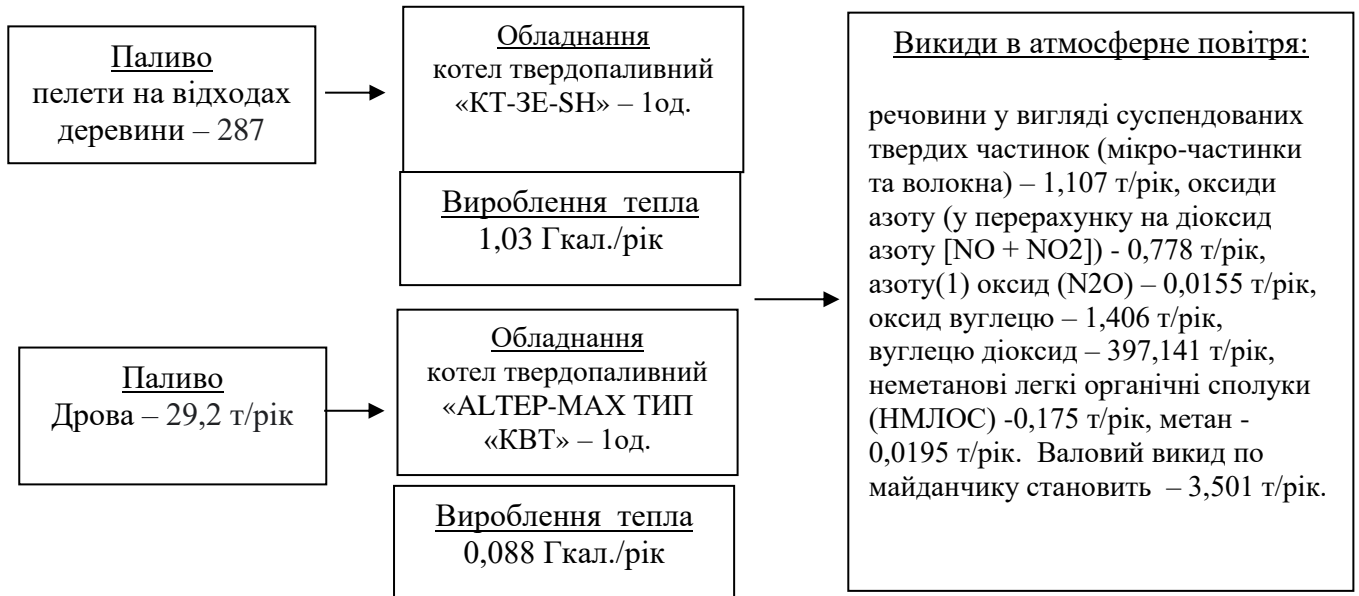 Паливо
пелети на відходах
деревини – 287
Обладнання
котел твердопаливний
«КТ-3Е-SH» – 1од.
Вироблення тепла
1,03 Гкал./рік
Паливо
Дрова – 29,2 т/рік
Обладнання
котел твердопаливний
«ALTEP-MAX ТИП
«КВТ» – 1од.
Вироблення тепла
0,088 Гкал./рік
Викиди в атмосферне повітря:
речовини у вигляді суспендованих
твердих частинок (мікро-частинки
та волокна) – 1,107 т/рік, оксиди
азоту (у перерахунку на діоксид
азоту [NO + NO2]) - 0,778 т/рік,
азоту(1) оксид (N2O) – 0,0155 т/рік,
оксид вуглецю – 1,406 т/рік,
вуглецю діоксид – 397,141 т/рік,
неметанові легкі органічні сполуки
(НМЛОС) -0,175 т/рік, метан -
0,0195 т/рік. Валовий викид по
майданчику становить – 3,501 т/рік.